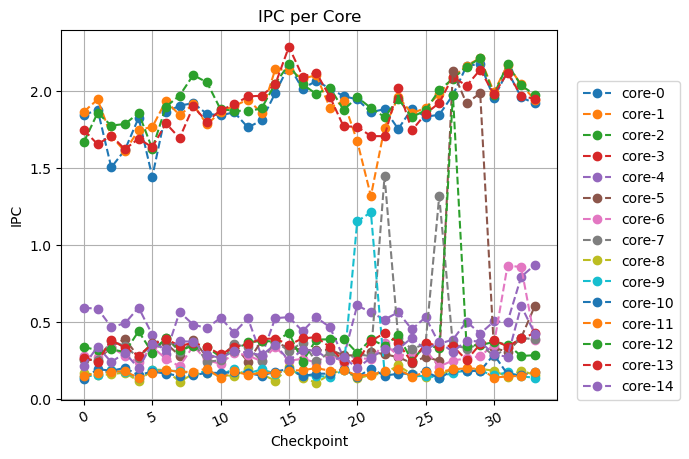 IPC per Core
IPC
2.0
1.5
1.0
0.5
0.0
0
5
10
15
20
25
30
Checkpoint
core-0
core-1
core-2
core-3
core-4
core-5
core-6
core-7
core-8
core-9
core-10
core-11
core-12
core-13
core-14